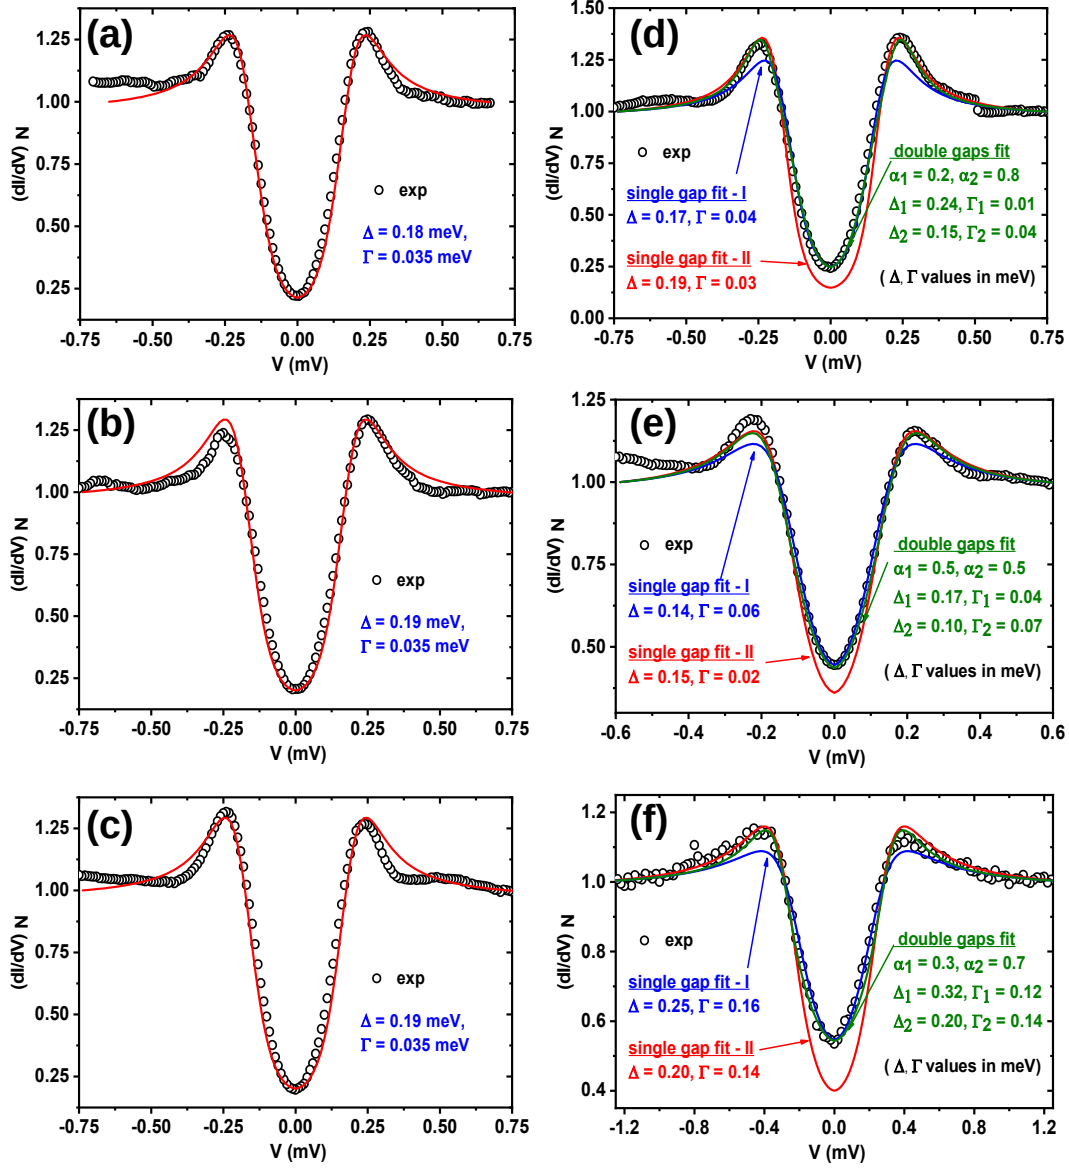 (a)
1.25
1.00
0.75
0.50
0.25
(dI/dV) N
exp
Δ = 0.18 meV,
Γ = 0.035 meV
-0.75 -0.50 -0.25 0.00 0.25 0.50 0.75
V (mV)
(b)
1.25
1.00
0.75
0.50
0.25
(dI/dV) N
exp
Δ = 0.19 meV,
Γ = 0.035 meV
-0.75 -0.50 -0.25 0.00 0.25 0.50 0.75
V (mV)
(c)
1.25
1.00
0.75
0.50
0.25
(dI/dV) N
exp
Δ = 0.19 meV,
Γ = 0.035 meV
-0.75 -0.50 -0.25 0.00 0.25 0.50 0.75
V (mV)
(d)
1.50
1.25
1.00
0.75
0.50
0.25
0.00
(dI/dV) N
exp
single gap fit - I
Δ = 0.17, Γ = 0.04
single gap fit - II
Δ = 0.19, Γ = 0.03
double gaps fit
α1 = 0.2, α2 = 0.8
Δ1 = 0.24, Γ1 = 0.01
Δ2 = 0.15, Γ2 = 0.04
( Δ, Γ values in meV)
-0.75 -0.50 -0.25 0.00 0.25 0.50 0.75
V (mV)
(e)
1.25
1.00
0.75
0.50
(dI/dV) N
exp
single gap fit - I
Δ = 0.14, Γ = 0.06
single gap fit - II
Δ = 0.15, Γ = 0.02
double gaps fit
α1 = 0.5, α2 = 0.5
Δ1 = 0.17, Γ1 = 0.04
Δ2 = 0.10, Γ2 = 0.07
( Δ, Γ values in meV)
-0.6 -0.4 -0.2 0.0 0.2 0.4 0.6
V (mV)
(f)
1.2
1.0
0.8
0.6
0.4
(dI/dV) N
exp
single gap fit - I
Δ = 0.25, Γ = 0.16
single gap fit - II
Δ = 0.20, Γ = 0.14
double gaps fit
α1 = 0.3, α2 = 0.7
Δ1 = 0.32, Γ1 = 0.12
Δ2 = 0.20, Γ2 = 0.14
( Δ, Γ values in meV)
-1.2 -0.8 -0.4 0.0 0.4 0.8 1.2
V (mV)